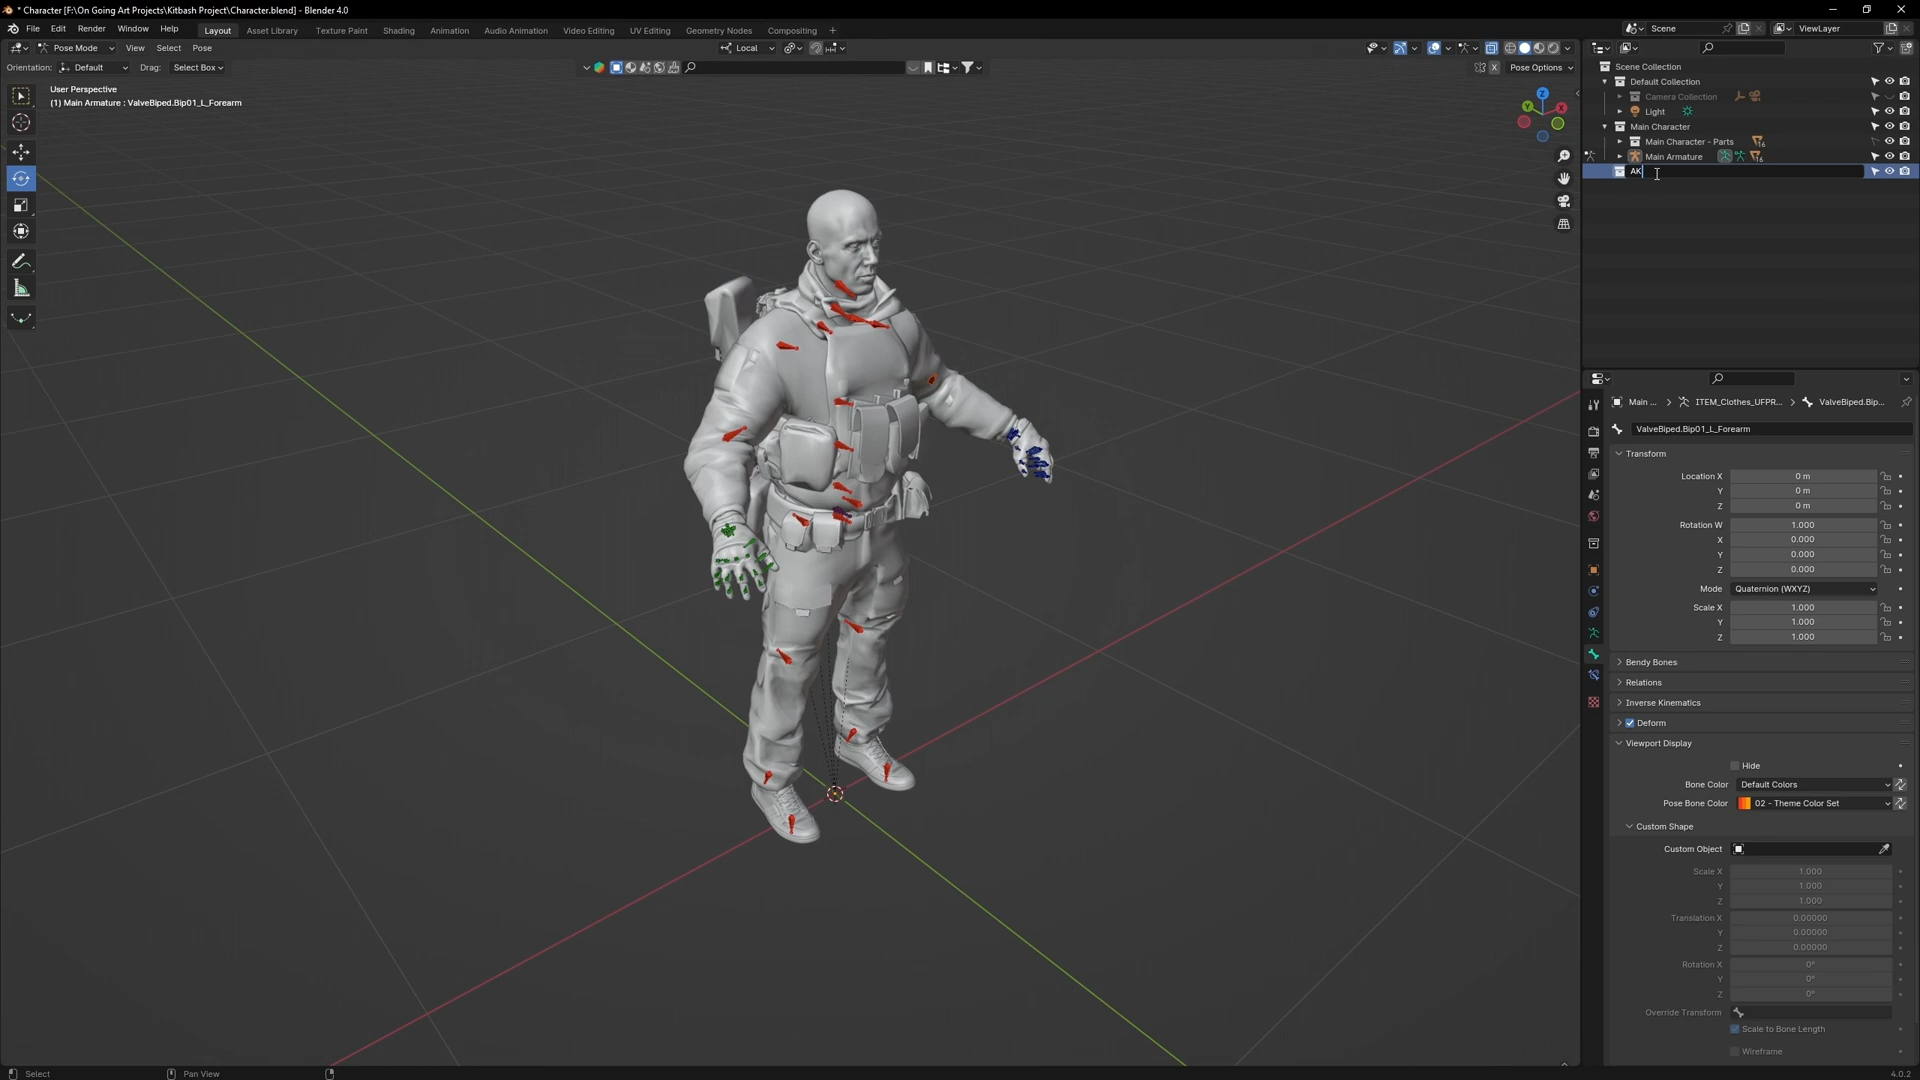 * Character [F:\On Going Art Projects\Kitbash Project\Character.blend] - Blender 4.0
File Edit Render Window Help Layout Asset Library Texture Paint Shading Animation Audio Animation Video Editing UV Editing Geometry Nodes Compositing + Scene ViewLayer
Pose Mode View Select Pose Local
Orientation: Default Drag: Select Box X Pose Options
User Perspective
(1) Main Armature : ValveBiped.Bip01_L_Forearm
Z
Y
X
Scene Collection
Default Collection
Camera Collection
Light
Main Character
Main Character - Parts 16
Main Armature 16
AK
Main ... > ITEM_Clothes_UFPR... > ValveBiped.Bip...
ValveBiped.Bip01_L_Forearm
Transform
Location X 0 m
Y 0 m
Z 0 m
Rotation W 1.000
X 0.000
Y 0.000
Z 0.000
Mode Quaternion (WXYZ)
Scale X 1.000
Y 1.000
Z 1.000
Bendy Bones
Relations
Inverse Kinematics
Deform
Viewport Display
Hide
Bone Color Default Colors
Pose Bone Color 02 - Theme Color Set
Custom Shape
Custom Object
Scale X 1.000
Y 1.000
Z 1.000
Translation X 0.00000
Y 0.00000
Z 0.00000
Rotation X 0°
Y 0°
Z 0°
Override Transform
Scale to Bone Length
Wireframe
Select Pan View 4.0.2